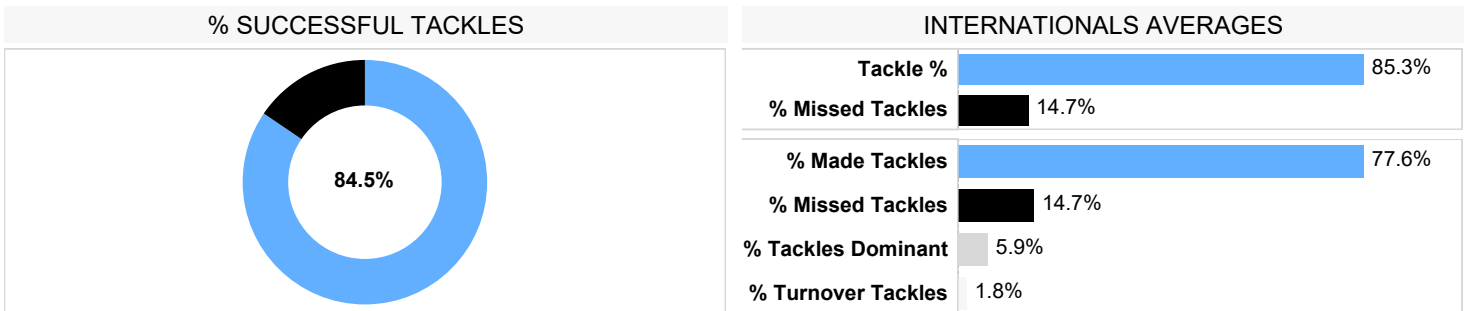 % SUCCESSFUL TACKLES
84.5%
INTERNATIONALS AVERAGES
Tackle % 85.3%
% Missed Tackles 14.7%
% Made Tackles 77.6%
% Missed Tackles 14.7%
% Tackles Dominant 5.9%
% Turnover Tackles 1.8%